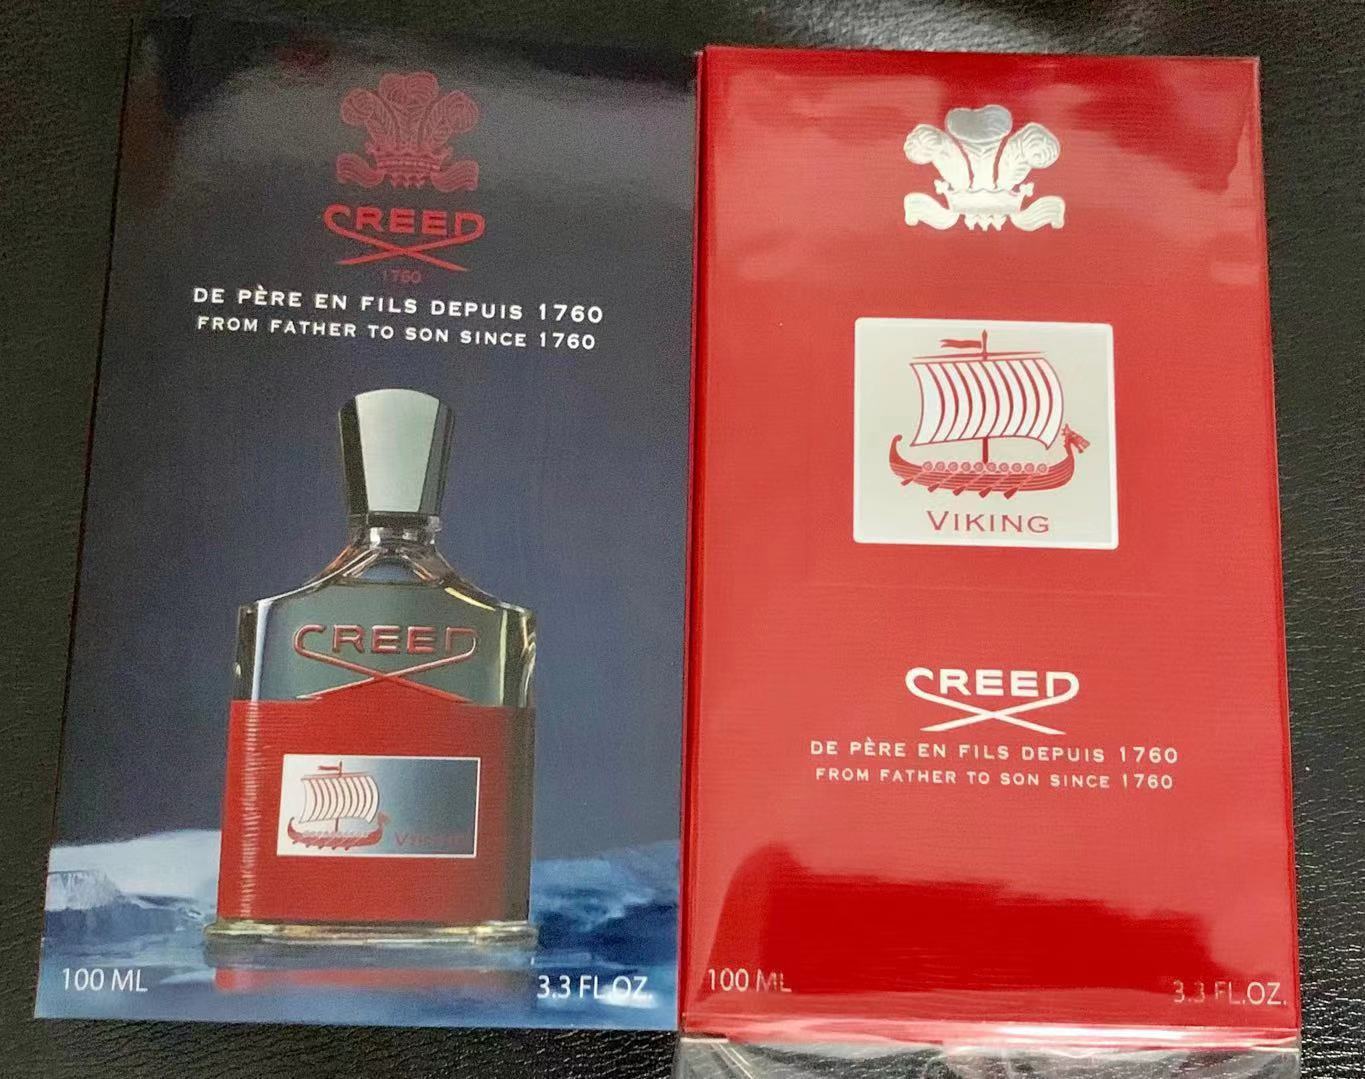 CREED
1760
DE PÈRE EN FILS DEPUIS 1760
FROM FATHER TO SON SINCE 1760
CREED
VIKING
100 ML
3.3 FL.OZ.
VIKING
CREED
DE PÈRE EN FILS DEPUIS 1760
FROM FATHER TO SON SINCE 1760
100 ML
3.3 FL.OZ.